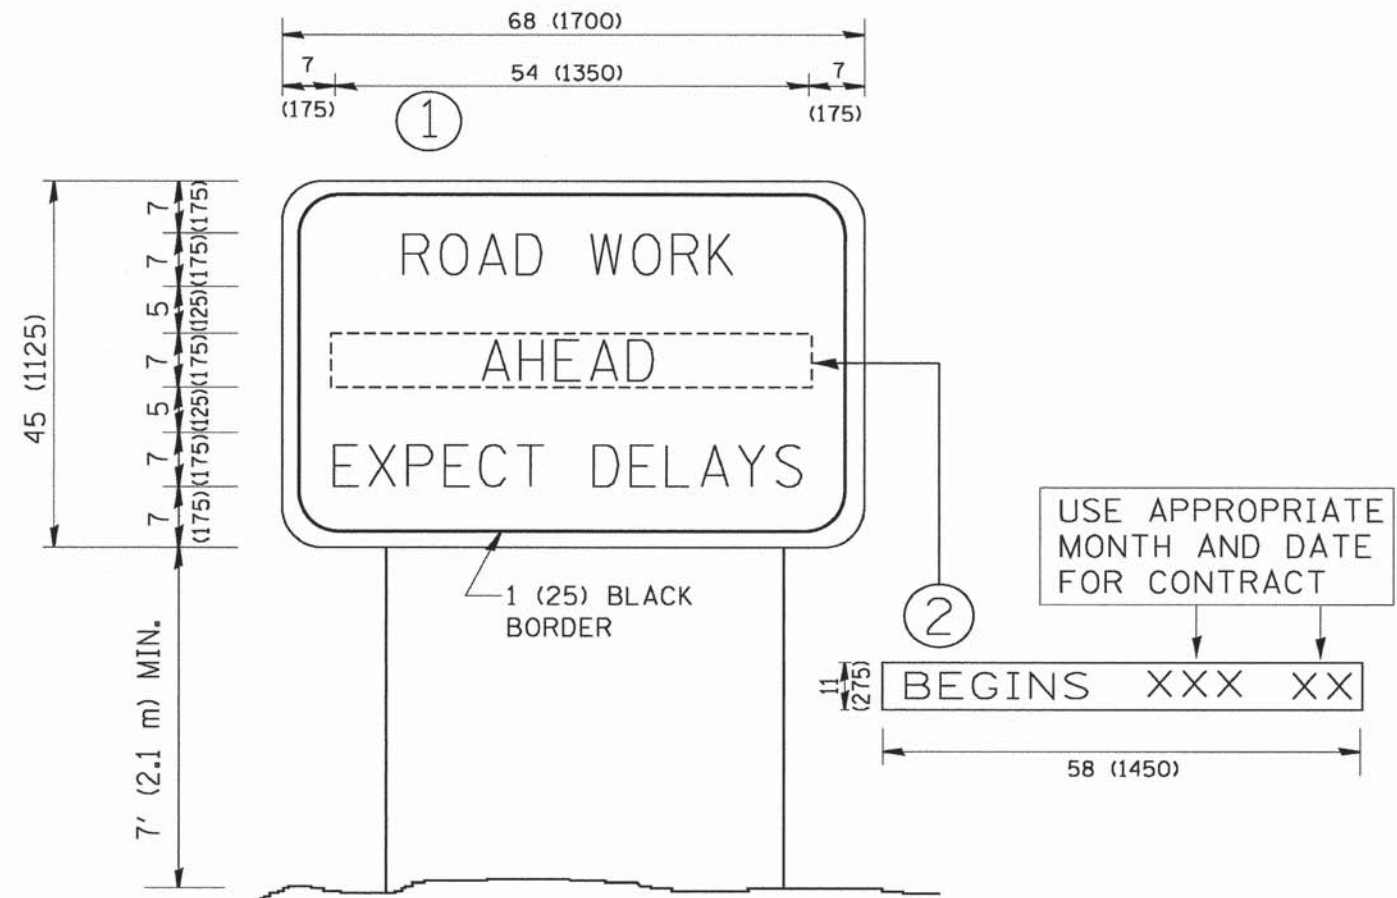 68 (1700)
7
54 (1350)
7
(175)
(175)
1
45 (1125)
7
(175)
7
(175)
5
(125)
7
(175)
5
(125)
7
(175)
7
(175)
ROAD WORK
AHEAD
EXPECT DELAYS
1 (25) BLACK
BORDER
7' (2.1 m) MIN.
2
USE APPROPRIATE
MONTH AND DATE
FOR CONTRACT
11
(275)
BEGINS XXX XX
58 (1450)